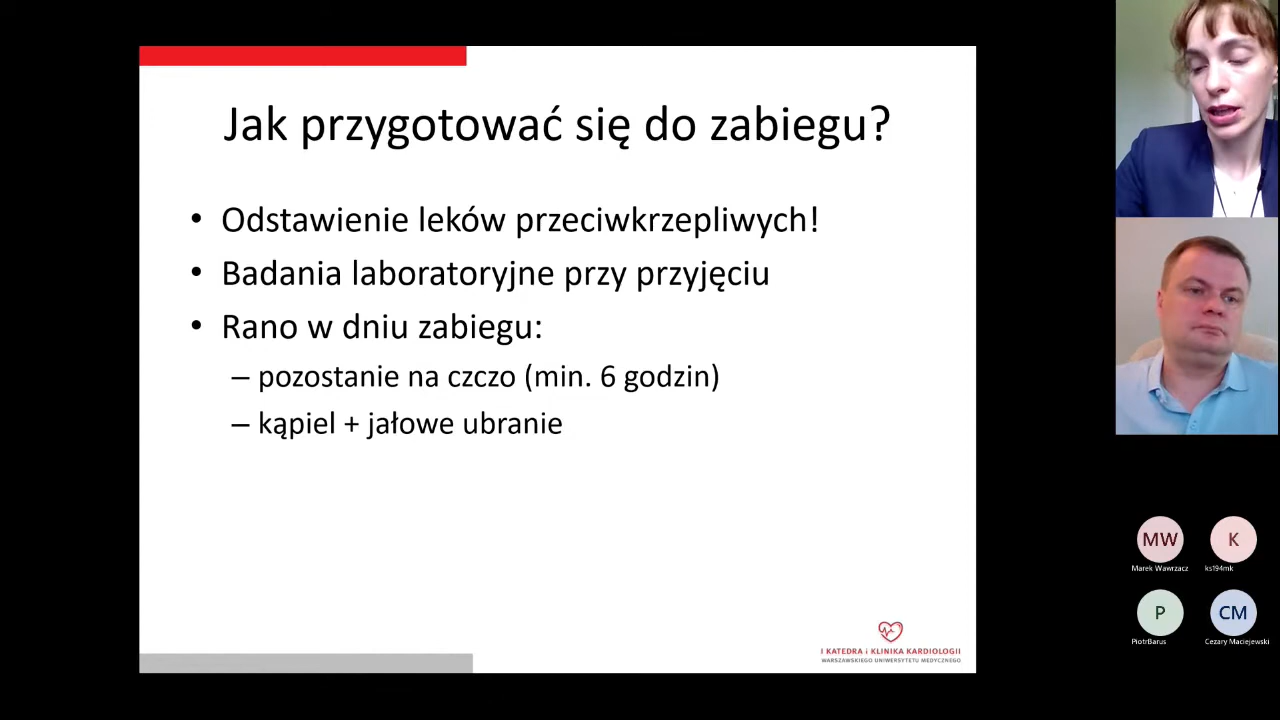 Jak przygotować się do zabiegu?
• Odstawienie leków przeciwkrzepliwych!
• Badania laboratoryjne przy przyjęciu
• Rano w dniu zabiegu:
– pozostanie na czczo (min. 6 godzin)
– kąpiel + jałowe ubranie
I KATEDRA i KLINIKA KARDIOLOGII
WARSZAWSKIEGO UNIWERSYTETU MEDYCZNEGO
MW
K
Marek Wawrzacz
ks194mk
P
CM
PiotrBarus
Cezary Maciejewski